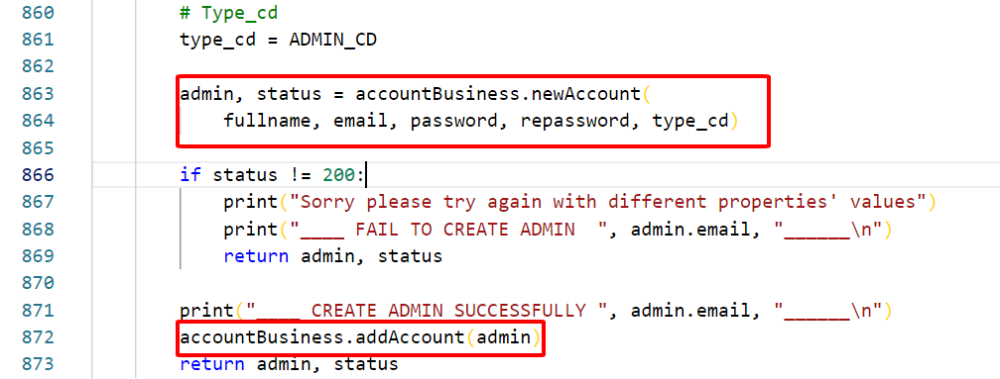 860 # Type_cd
861 type_cd = ADMIN_CD
862
863 admin, status = accountBusiness.newAccount(
864 fullname, email, password, repassword, type_cd)
865
866 if status != 200:
867 print("Sorry please try again with different properties' values")
868 print("____ FAIL TO CREATE ADMIN  ", admin.email, "______\n")
869 return admin, status
870
871 print("____ CREATE ADMIN SUCCESSFULLY ", admin.email, "______\n")
872 accountBusiness.addAccount(admin)
873 return admin, status